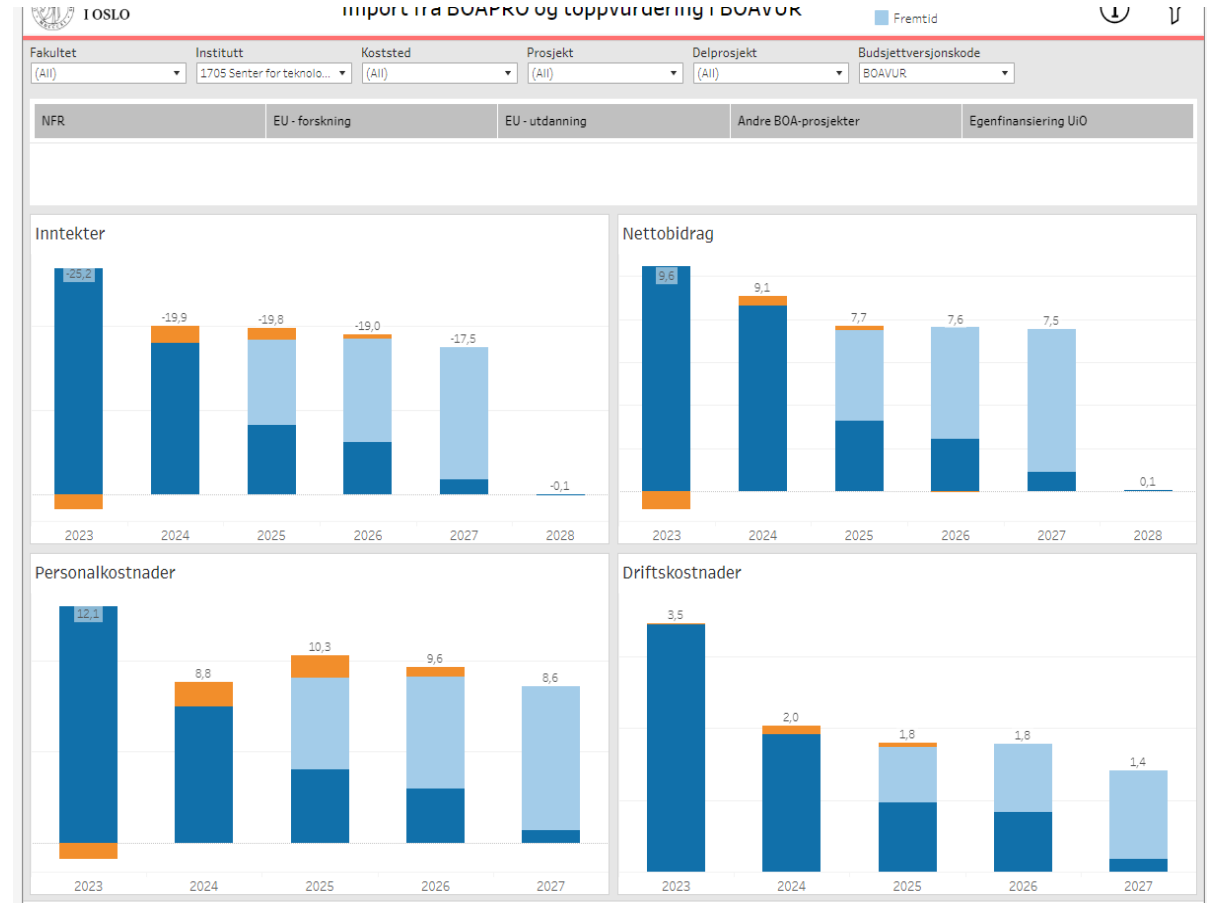 I OSLO
Import fra BOAPRO og toppvurdering i BOAVUR
Fremtid
Fakultet Institutt Koststed Prosjekt Delprosjekt Budsjettversjonskode
(All) 1705 Senter for teknolo... (All) (All) (All) BOAVUR
NFR EU - forskning EU - utdanning Andre BOA-prosjekter Egenfinansiering UiO
Inntekter
-25,2
-19,9
-19,8
-19,0
-17,5
-0,1
2023 2024 2025 2026 2027 2028
Nettobidrag
9,6
9,1
7,7
7,6
7,5
0,1
2023 2024 2025 2026 2027 2028
Personalkostnader
12,1
8,8
10,3
9,6
8,6
2023 2024 2025 2026 2027
Driftskostnader
3,5
2,0
1,8
1,8
1,4
2023 2024 2025 2026 2027